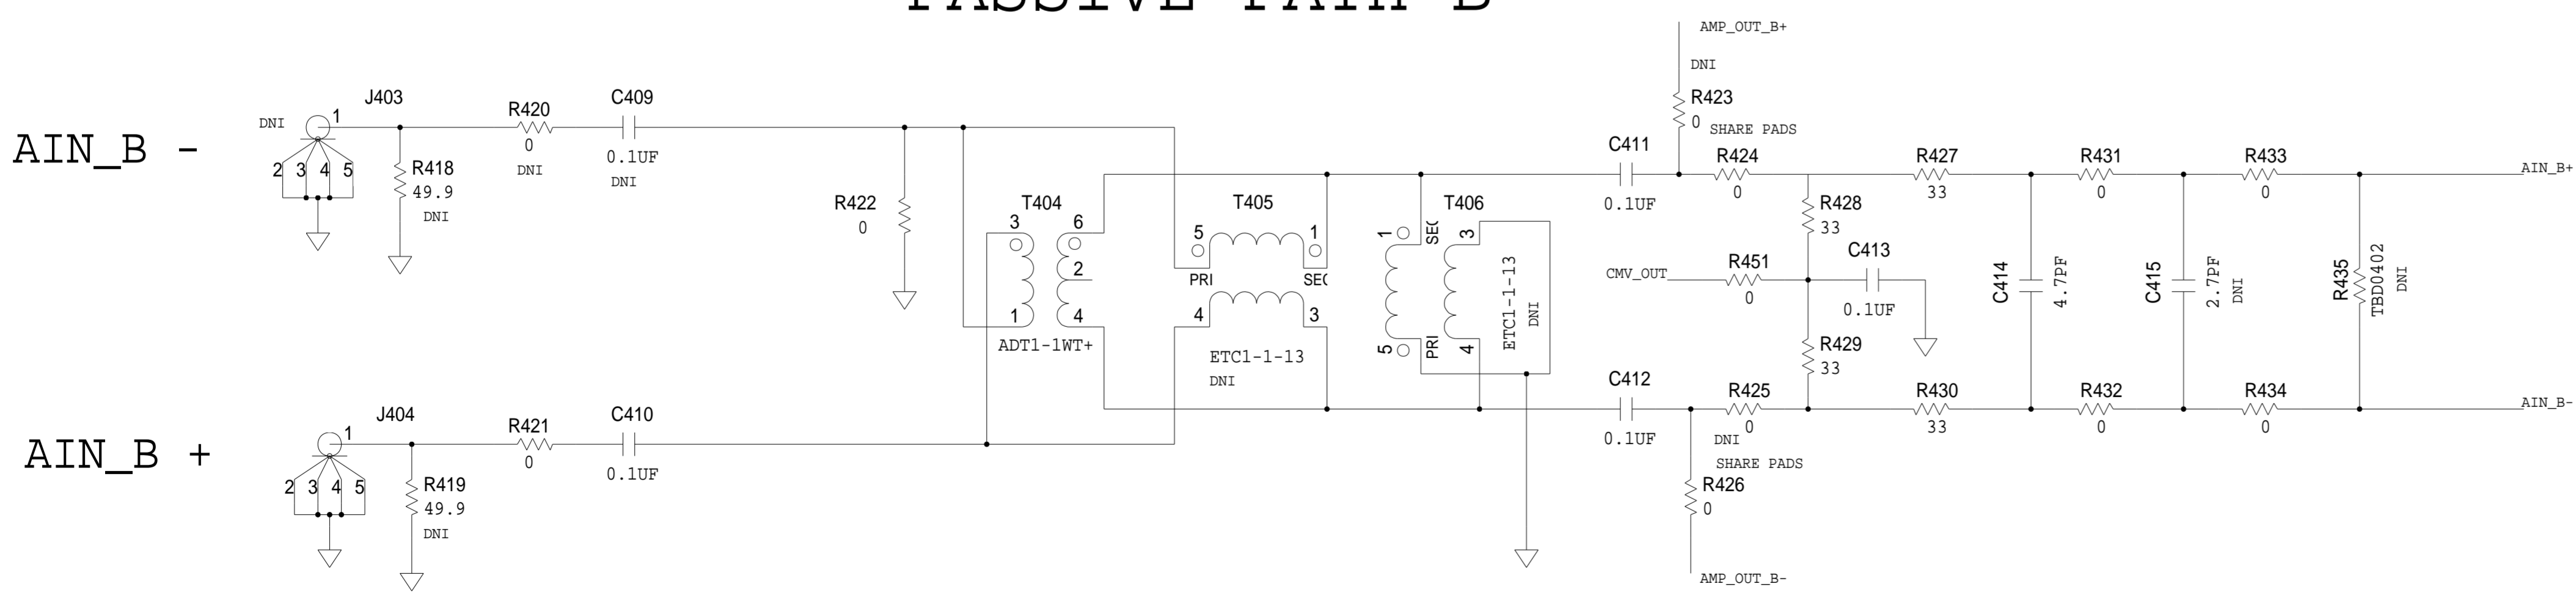 PASSIVE PATH B
AMP_OUT_B+
DNI
R423
0
SHARE PADS
AIN_B -
DNI
J403
1
2 3 4 5
R418
49.9
DNI
R420
0
DNI
C409
0.1UF
DNI
R422
0
T404
3 6
2
1 4
ADT1-1WT+
T405
5 1
PRI SEC
4 3
ETC1-1-13
DNI
T406
1 SEC 3
5 PRI 4
ETC1-1-13
DNI
C411
0.1UF
R424
0
R427
33
R431
0
R433
0
AIN_B+
R428
33
CMV_OUT
R451
0
C413
0.1UF
R429
33
C414
4.7PF
C415
2.7PF
DNI
R435
TBD0402
DNI
AIN_B +
J404
1
2 3 4 5
R419
49.9
DNI
R421
0
C410
0.1UF
C412
0.1UF
R425
0
DNI
SHARE PADS
R426
0
AMP_OUT_B-
R430
33
R432
0
R434
0
AIN_B-